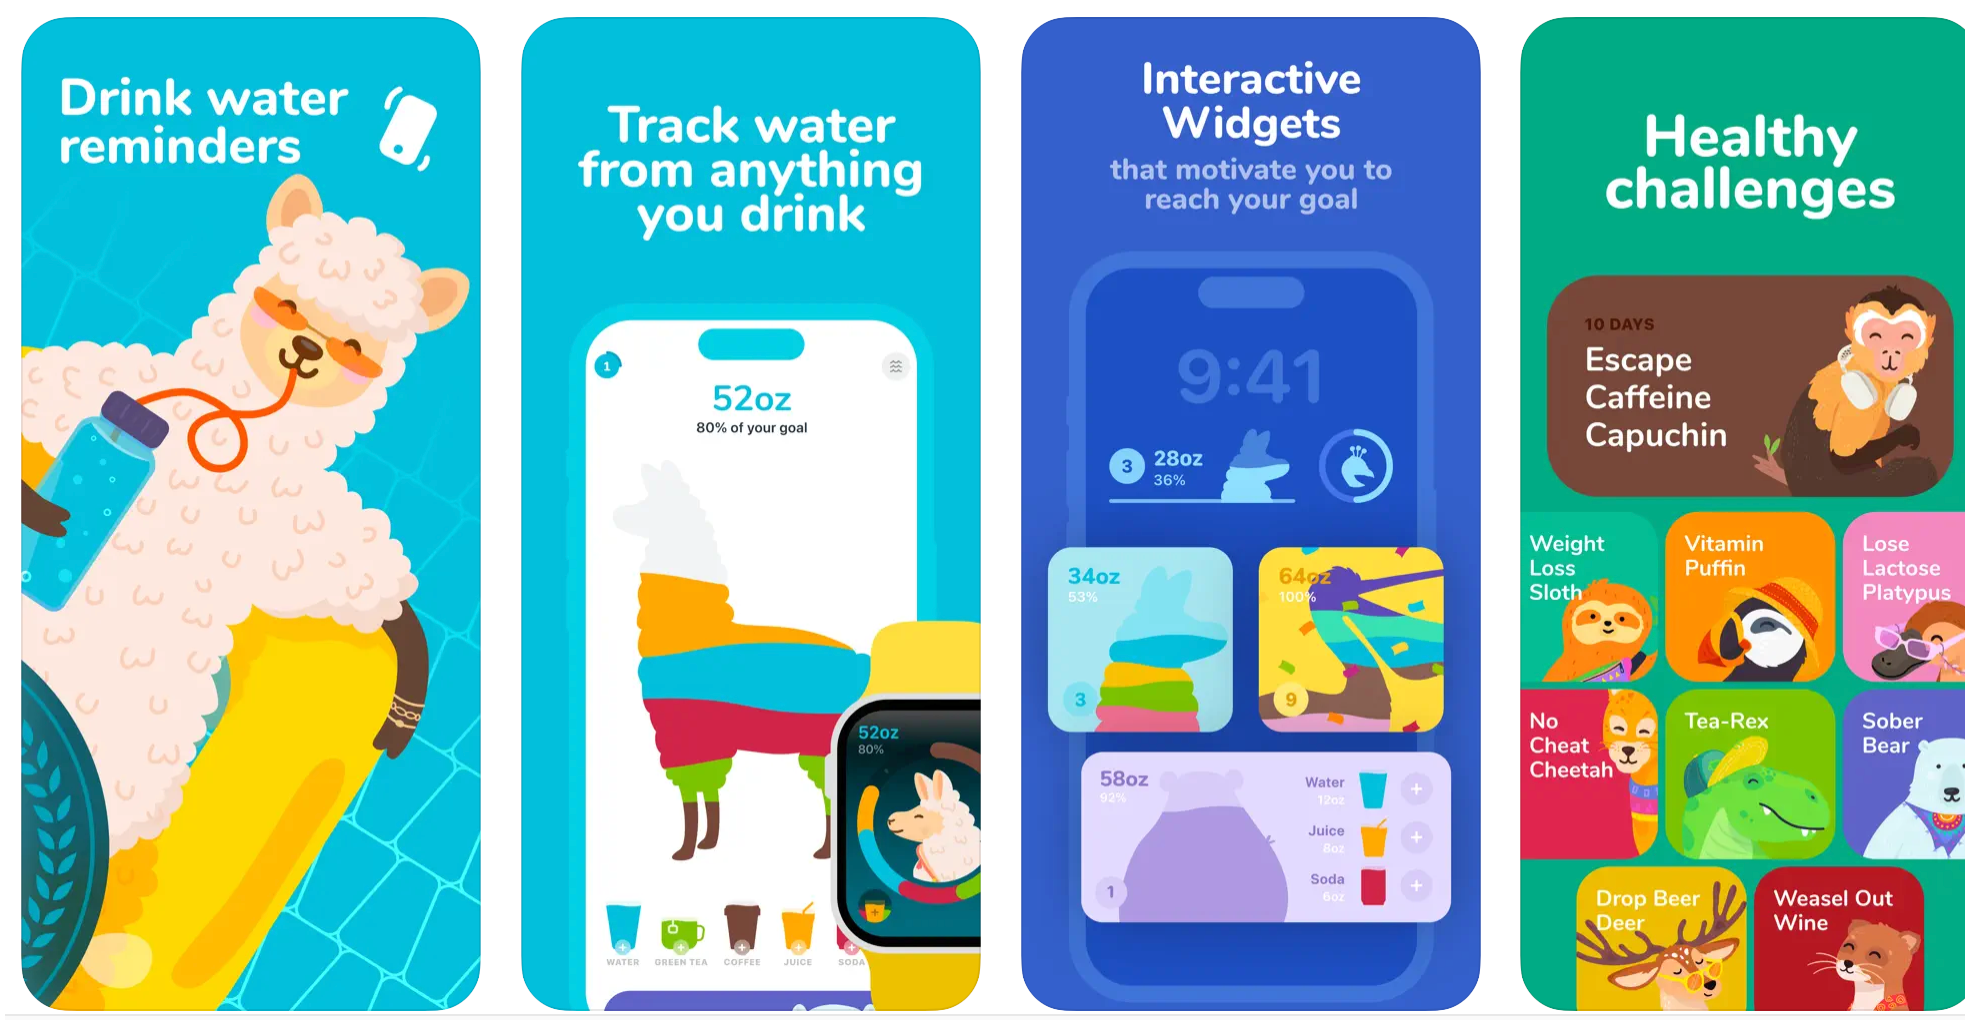 Drink water
reminders
Track water
from anything
you drink
1
52oz
80% of your goal
52oz
80%
WATER
GREEN TEA
COFFEE
JUICE
SODA
Interactive
Widgets
that motivate you to
reach your goal
9:41
3
28oz
36%
34oz
53%
3
64oz
100%
9
58oz
92%
1
Water
12oz
Juice
8oz
Soda
6oz
Healthy
challenges
10 DAYS
Escape
Caffeine
Capuchin
Weight
Loss
Sloth
Vitamin
Puffin
Lose
Lactose
Platypus
No
Cheat
Cheetah
Tea-Rex
Sober
Bear
Drop Beer
Deer
Weasel Out
Wine